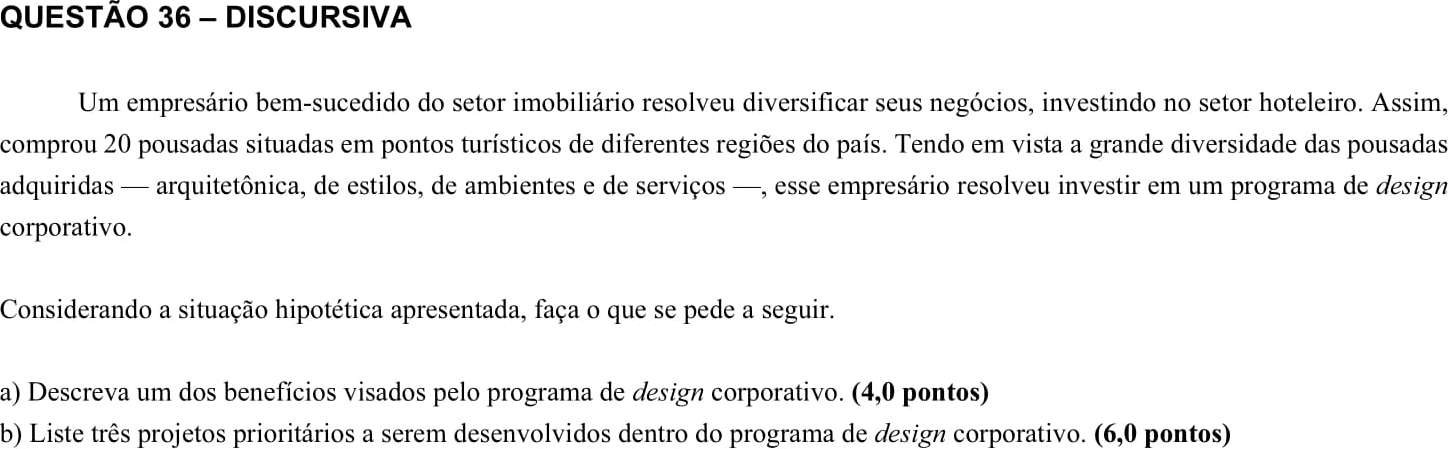 QUESTÃO 36 – DISCURSIVA
Um empresário bem-sucedido do setor imobiliário resolveu diversificar seus negócios, investindo no setor hoteleiro. Assim,
comprou 20 pousadas situadas em pontos turísticos de diferentes regiões do país. Tendo em vista a grande diversidade das pousadas
adquiridas — arquitetônica, de estilos, de ambientes e de serviços —, esse empresário resolveu investir em um programa de design
corporativo.
Considerando a situação hipotética apresentada, faça o que se pede a seguir.
a) Descreva um dos benefícios visados pelo programa de design corporativo. (4,0 pontos)
b) Liste três projetos prioritários a serem desenvolvidos dentro do programa de design corporativo. (6,0 pontos)